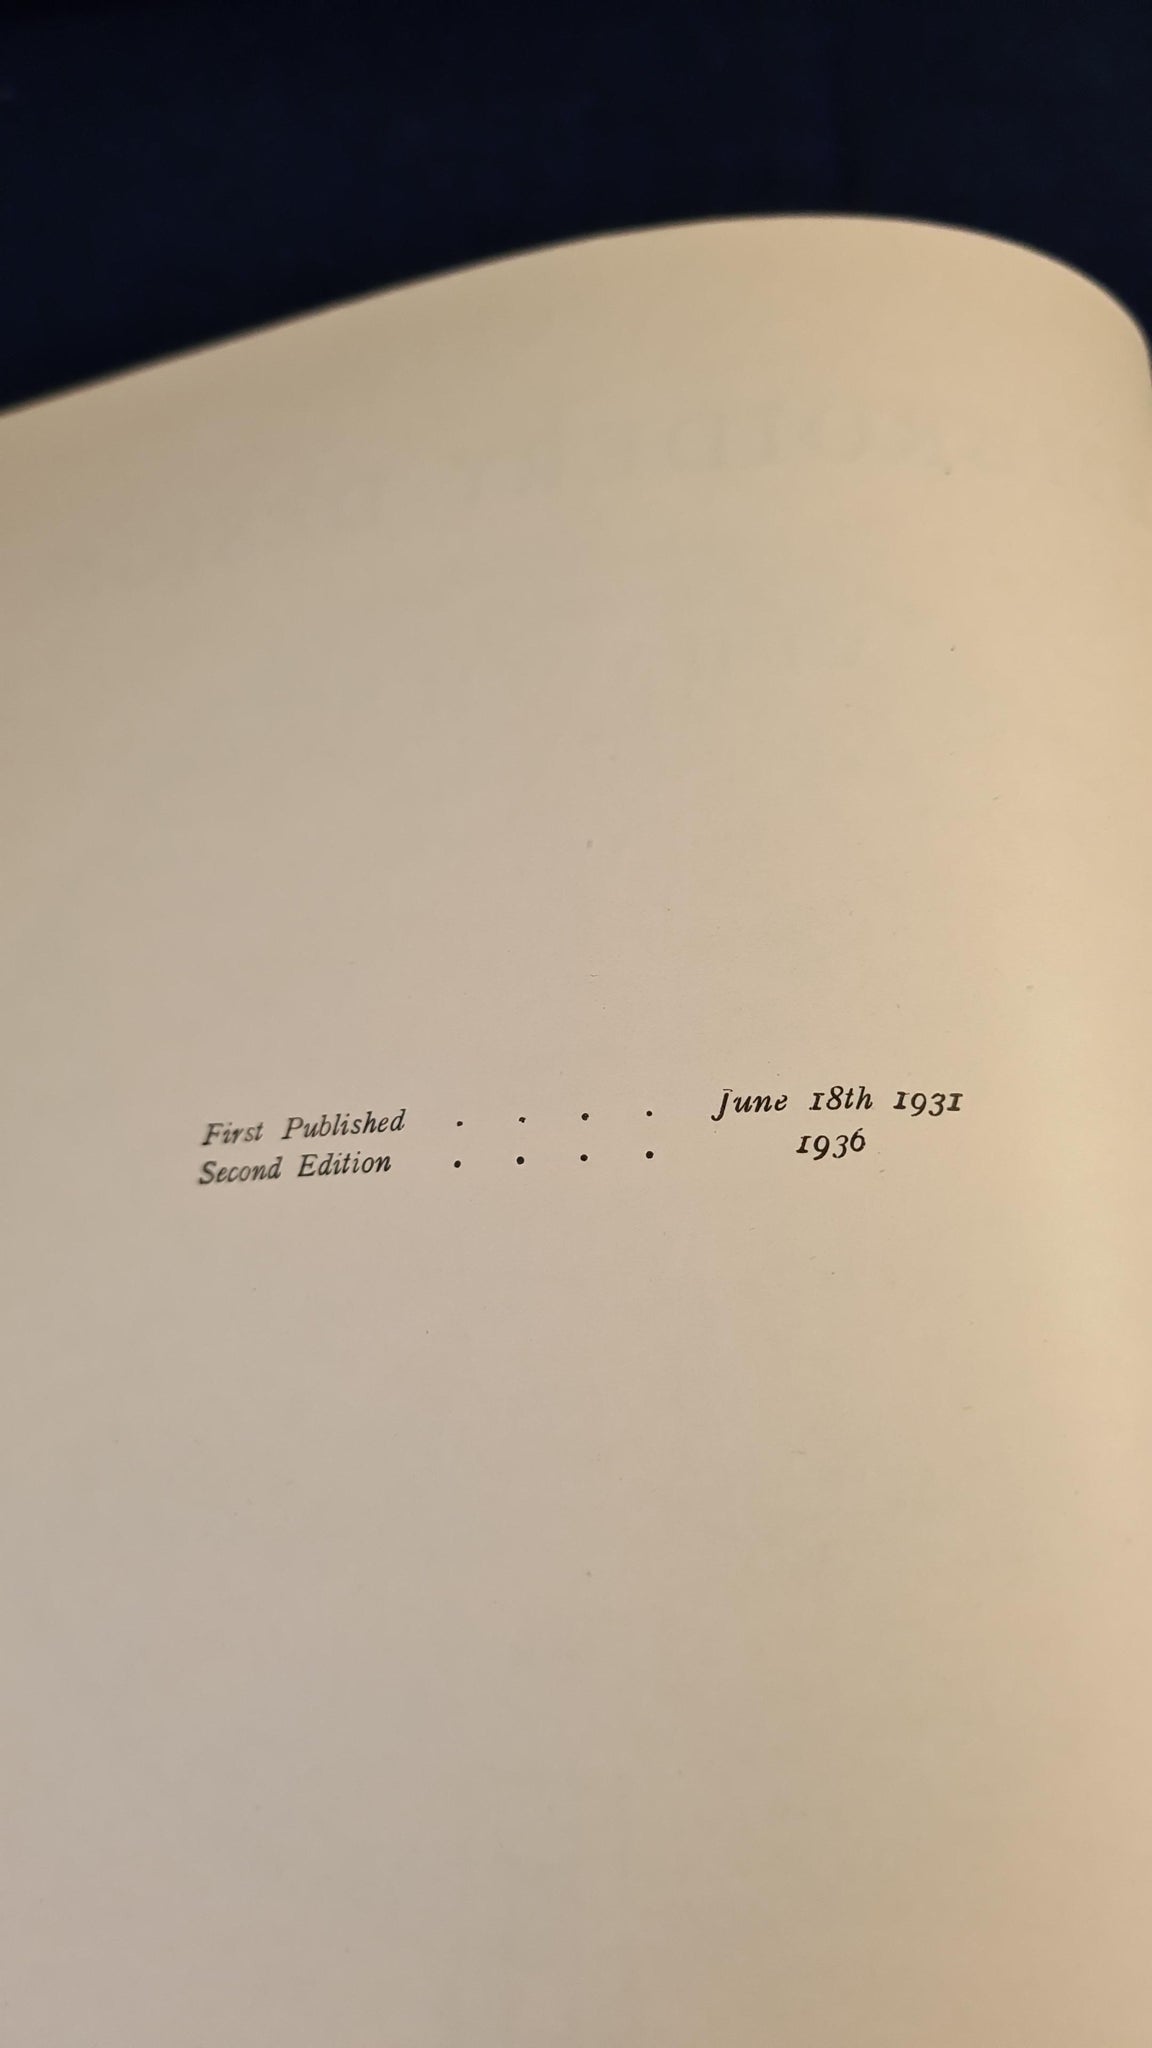 First Published . . . . June 18th 1931
Second Edition . . . . 1936